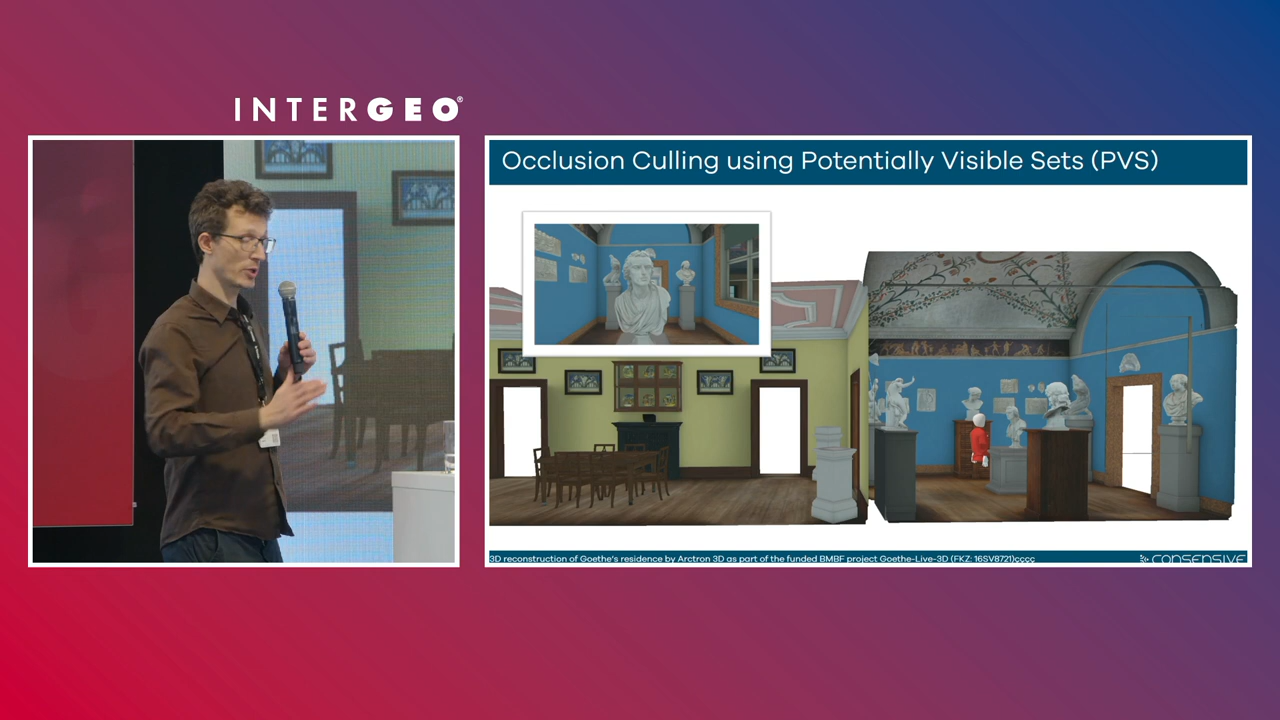 INTERGEO®
Occlusion Culling using Potentially Visible Sets (PVS)
3D reconstruction of Goethe's residence by Arctron 3D as part of the funded BMBF project Goethe-Live-3D (FKZ: 16SV8721)çççç
CONSENSIVE